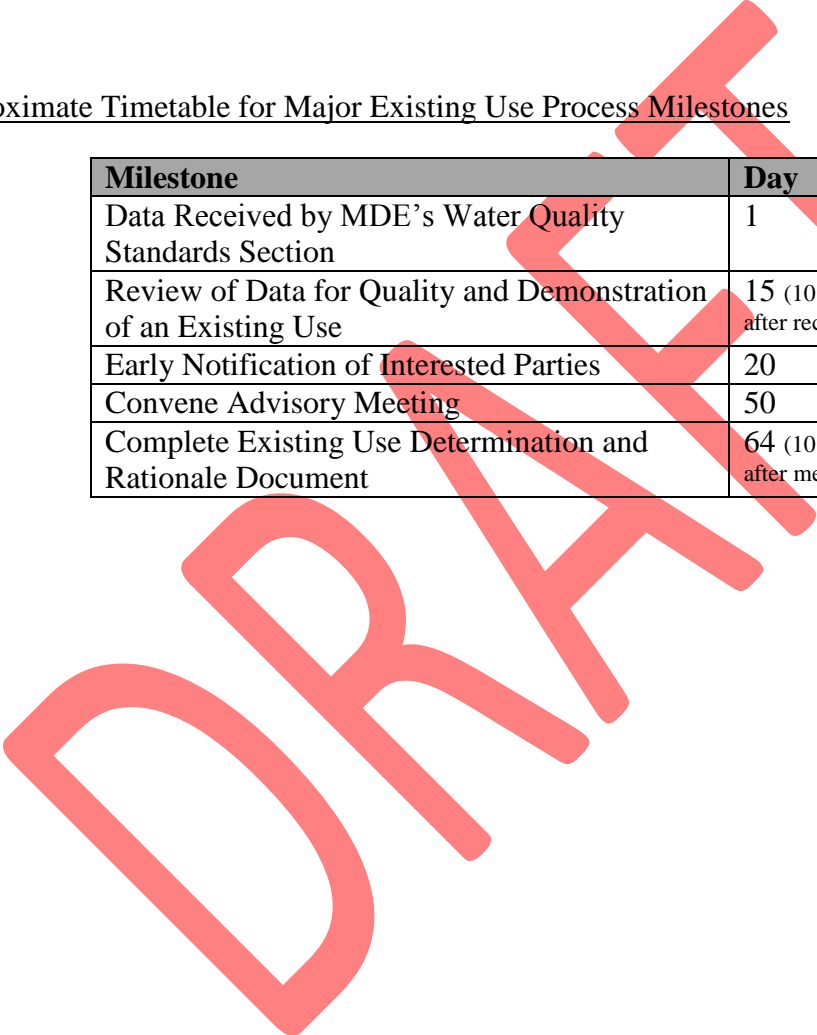 oximate Timetable for Major Existing Use Process Milestones
Milestone Day
Data Received by MDE's Water Quality 1
Standards Section
Review of Data for Quality and Demonstration 15 (10
of an Existing Use after rec
Early Notification of Interested Parties 20
Convene Advisory Meeting 50
Complete Existing Use Determination and 64 (10
Rationale Document after me
DRAFT